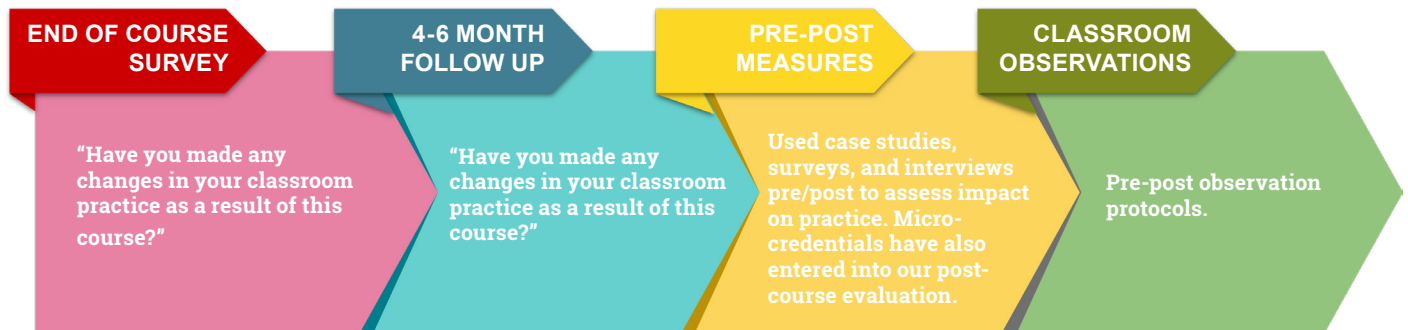 END OF COURSE
SURVEY
“Have you made any
changes in your classroom
practice as a result of this
course?”
4-6 MONTH
FOLLOW UP
“Have you made any
changes in your classroom
practice as a result of this
course?”
PRE-POST
MEASURES
Used case studies,
surveys, and interviews
pre/post to assess impact
on practice. Micro-
credentials have also
entered into our post-
course evaluation.
CLASSROOM
OBSERVATIONS
Pre-post observation
protocols.